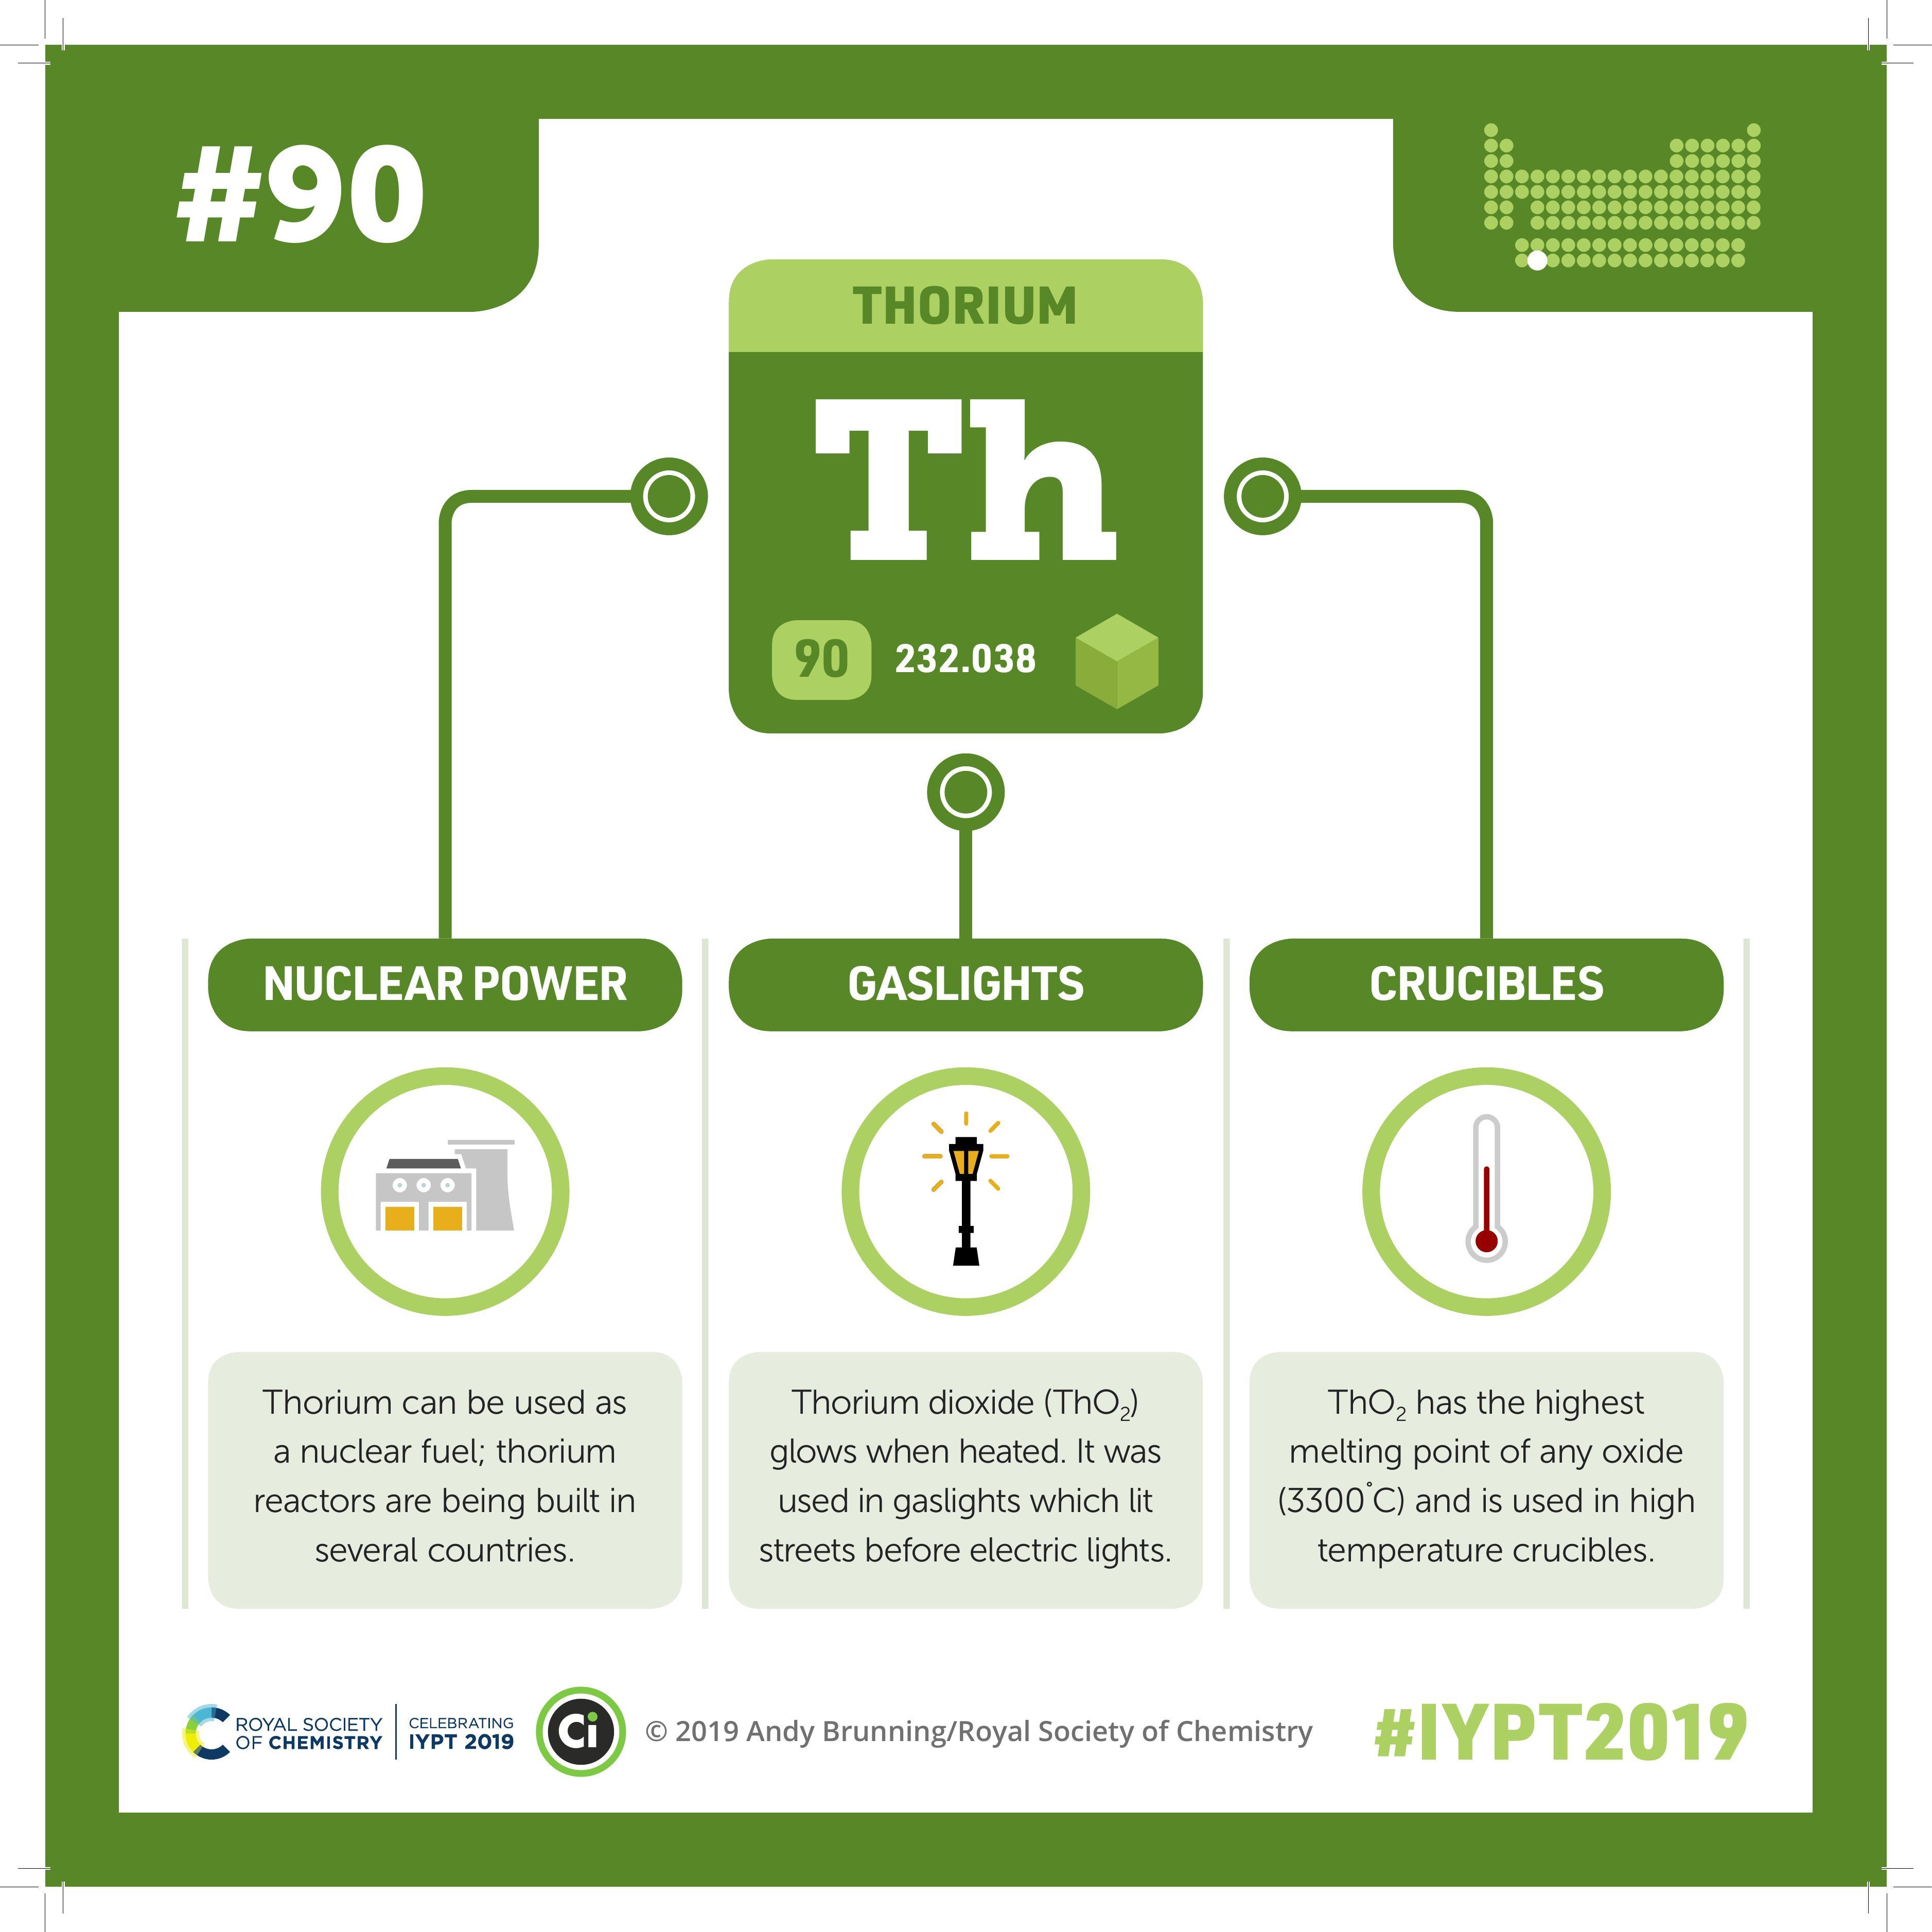 #90
THORIUM
Th
90 232.038
NUCLEAR POWER
Thorium can be used as
a nuclear fuel; thorium
reactors are being built in
several countries.
GASLIGHTS
Thorium dioxide (ThO₂)
glows when heated. It was
used in gaslights which lit
streets before electric lights.
CRUCIBLES
ThO₂ has the highest
melting point of any oxide
(3300°C) and is used in high
temperature crucibles.
ROYAL SOCIETY
OF CHEMISTRY
CELEBRATING
IYPT 2019
Ci
© 2019 Andy Brunning/Royal Society of Chemistry
#IYPT2019